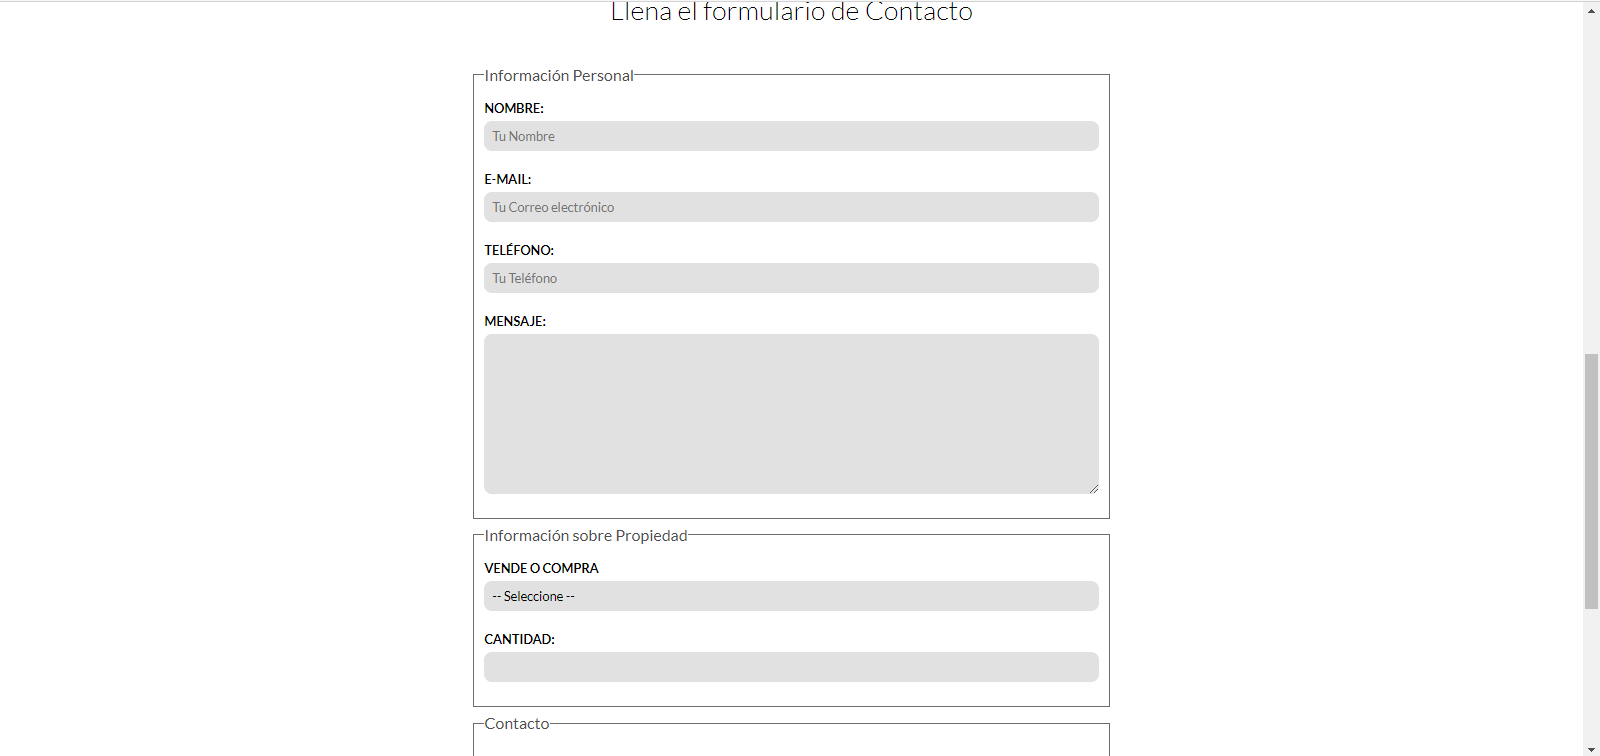 Llena el formulario de Contacto
Información Personal
NOMBRE:
Tu Nombre
E-MAIL:
Tu Correo electrónico
TELÉFONO:
Tu Teléfono
MENSAJE:
Información sobre Propiedad
VENDE O COMPRA
-- Seleccione --
CANTIDAD:
Contacto